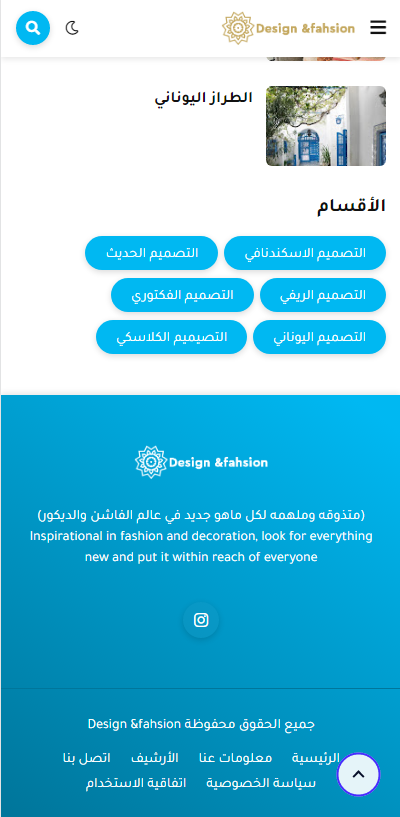 Design &fahsion
الطراز اليوناني
الأقسام
التصميم الاسكندنافي
التصميم الحديث
التصميم الريفي
التصميم الفكتوري
التصميم اليوناني
التصيميم الكلاسكي
Design &fahsion
(متذوقه وملهمه لكل ماهو جديد في عالم الفاشن والديكور)
Inspirational in fashion and decoration, look for everything
new and put it within reach of everyone
جميع الحقوق محفوظة Design &fahsion
الرئيسية معلومات عنا الأرشيف اتصل بنا
سياسة الخصوصية اتفاقية الاستخدام